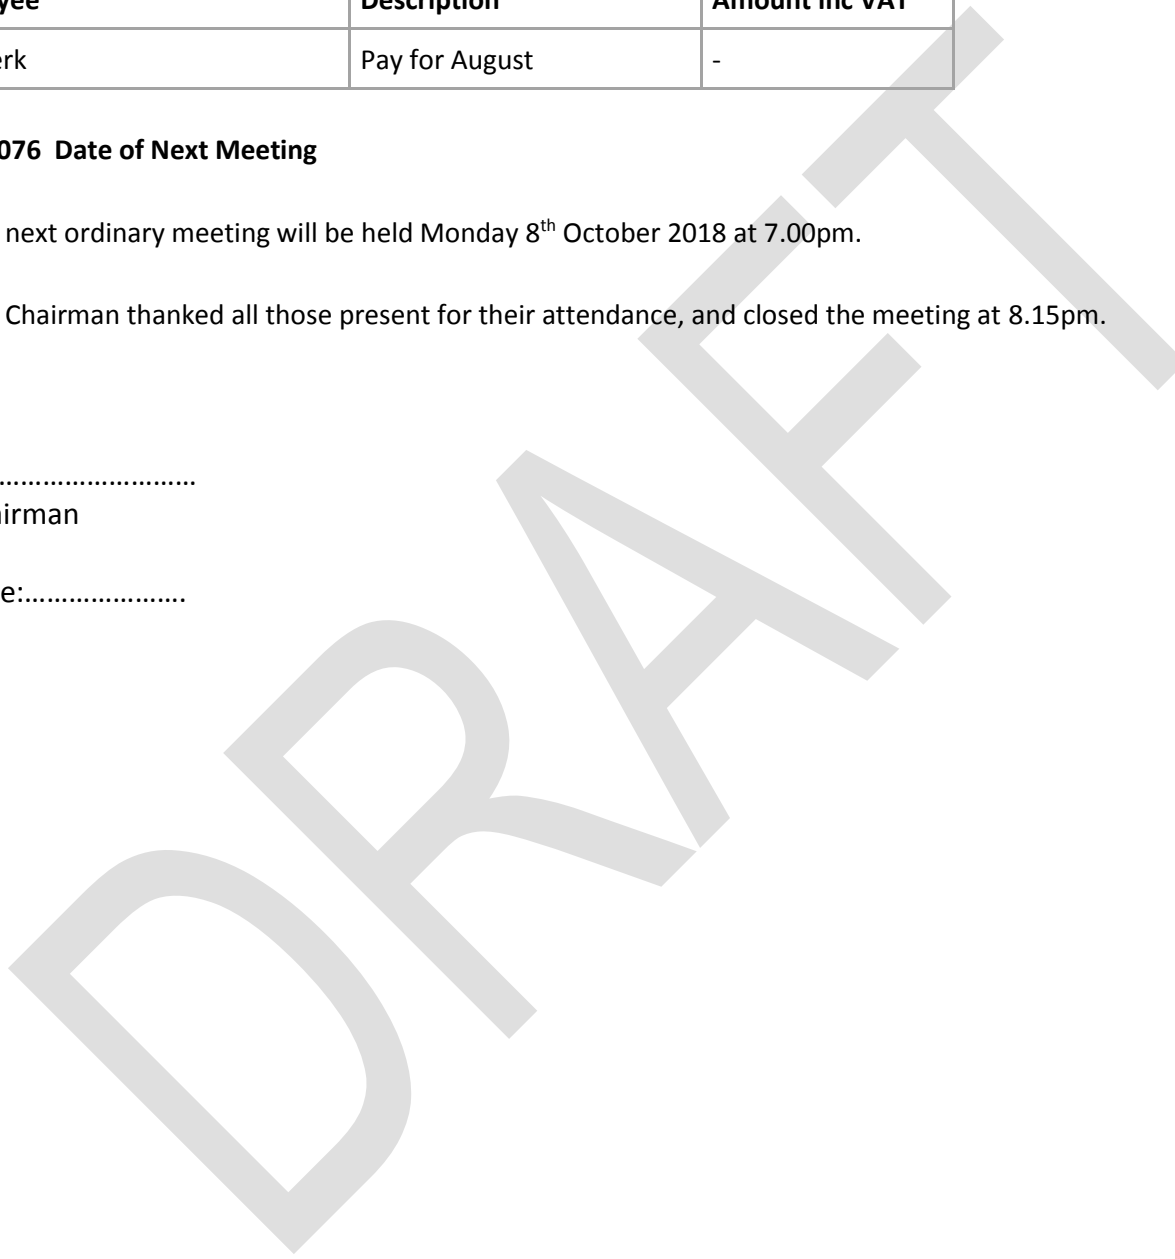 yee Description Amount inc VAT
erk Pay for August -
076 Date of Next Meeting
next ordinary meeting will be held Monday 8th October 2018 at 7.00pm.
Chairman thanked all those present for their attendance, and closed the meeting at 8.15pm.
…………………………
airman
e:………………….
DRAFT